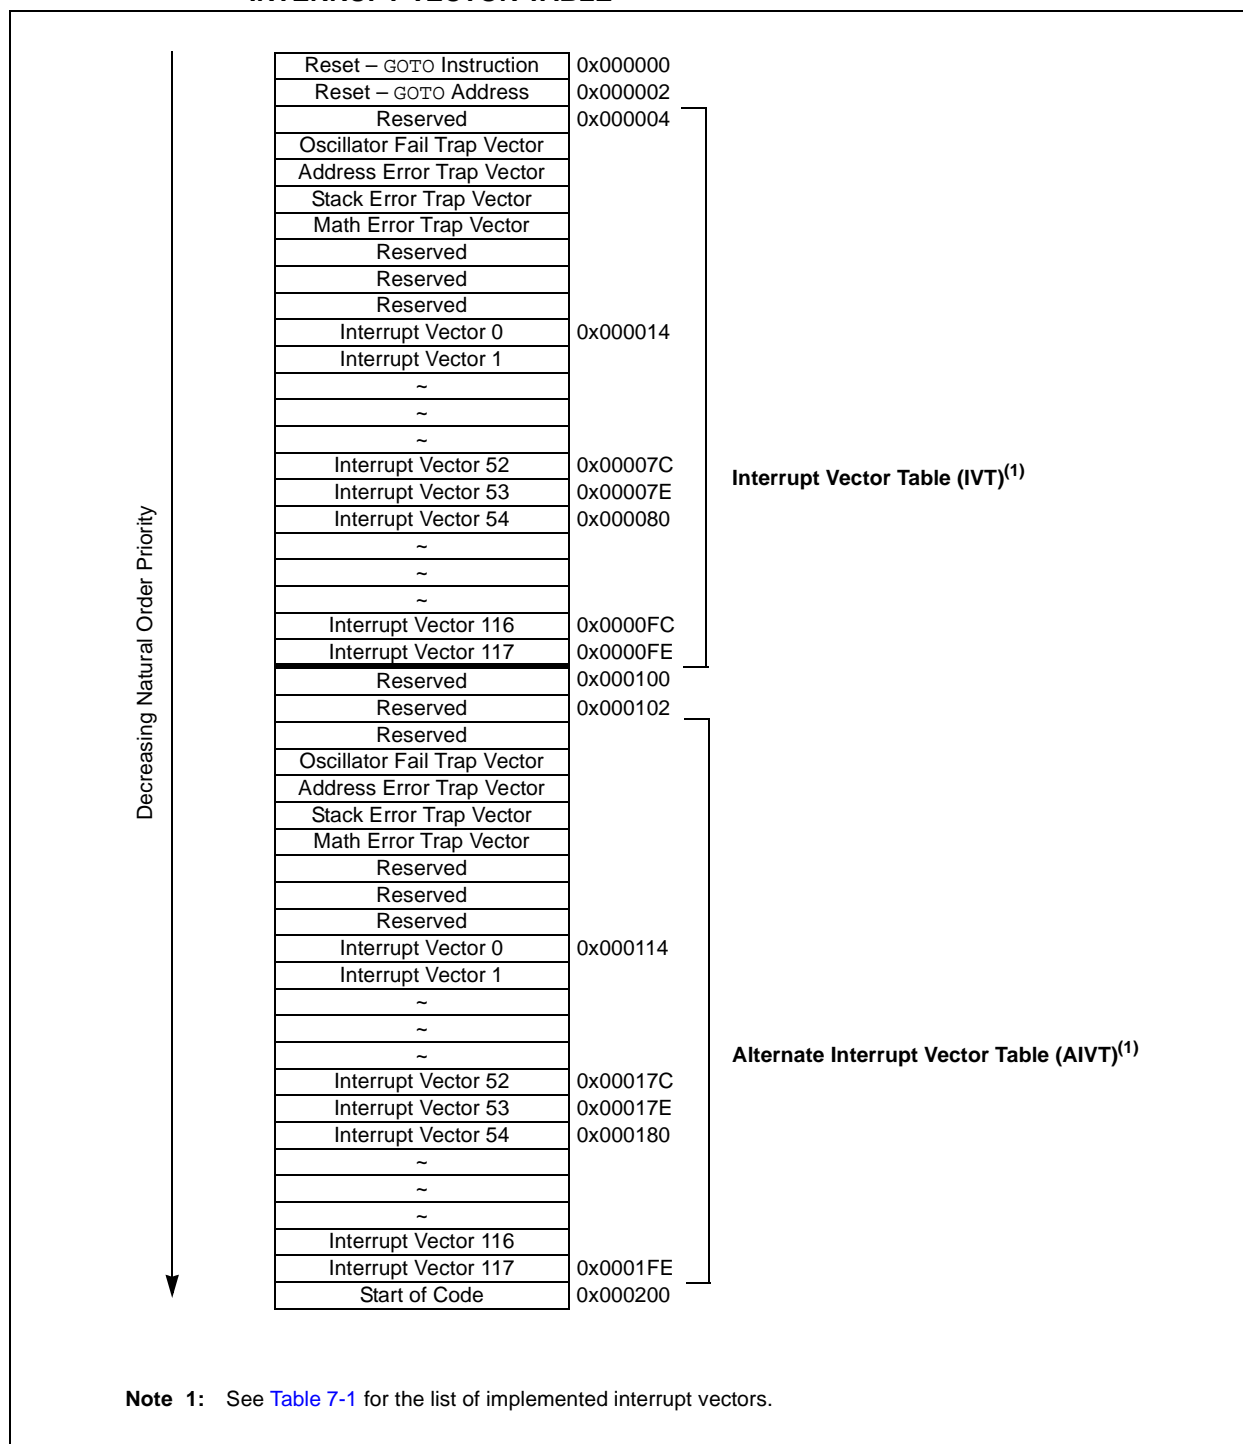 INTERRUPT VECTOR TABLE
Reset – GOTO Instruction 0x000000
Reset – GOTO Address 0x000002
Reserved 0x000004
Oscillator Fail Trap Vector
Address Error Trap Vector
Stack Error Trap Vector
Math Error Trap Vector
Reserved
Reserved
Reserved
Interrupt Vector 0 0x000014
Interrupt Vector 1
~
~
~
Interrupt Vector 52 0x00007C
Interrupt Vector 53 0x00007E
Interrupt Vector 54 0x000080
~
~
~
Interrupt Vector 116 0x0000FC
Interrupt Vector 117 0x0000FE
Interrupt Vector Table (IVT)(1)
Decreasing Natural Order Priority
Reserved 0x000100
Reserved 0x000102
Reserved
Oscillator Fail Trap Vector
Address Error Trap Vector
Stack Error Trap Vector
Math Error Trap Vector
Reserved
Reserved
Reserved
Interrupt Vector 0 0x000114
Interrupt Vector 1
~
~
~
Interrupt Vector 52 0x00017C
Interrupt Vector 53 0x00017E
Interrupt Vector 54 0x000180
~
~
~
Interrupt Vector 116
Interrupt Vector 117 0x0001FE
Alternate Interrupt Vector Table (AIVT)(1)
Start of Code 0x000200
Note 1: See Table 7-1 for the list of implemented interrupt vectors.